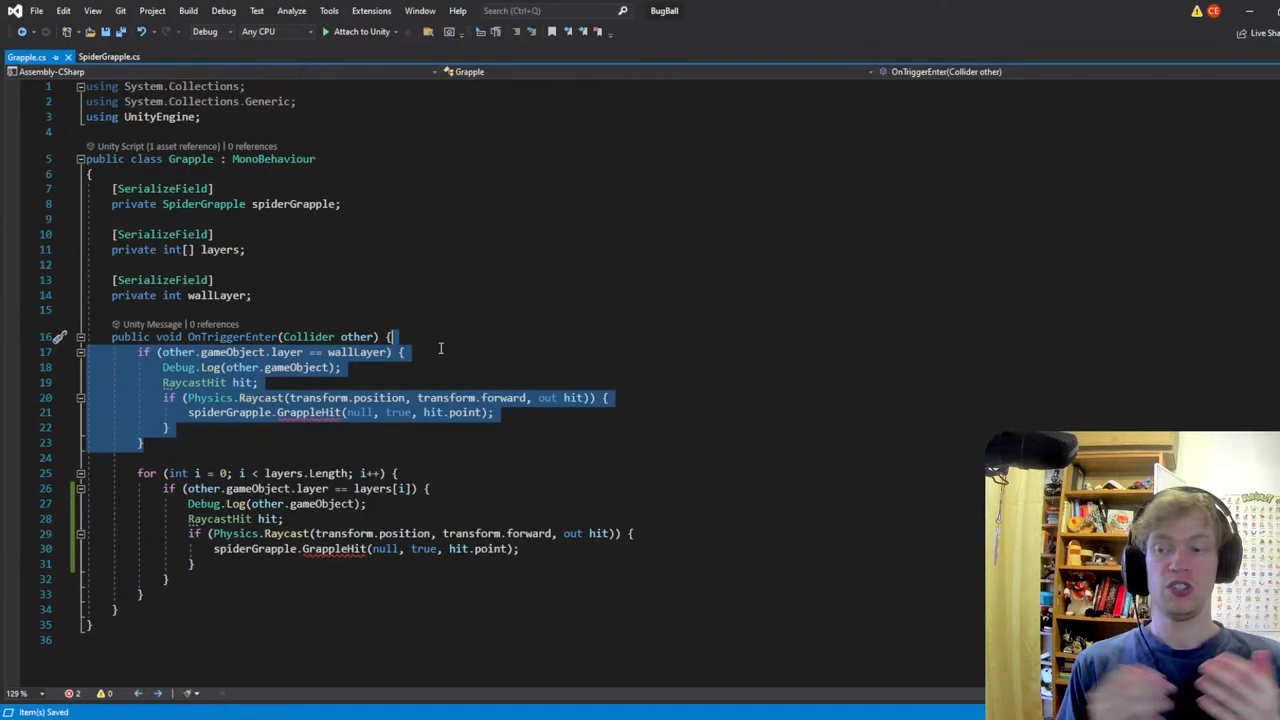 File Edit View Git Project Build Debug Test Analyze Tools Extensions Window Help Search (Ctrl+Q) BugBall CE
Debug Any CPU Attach to Unity Live Sha
Grapple.cs SpiderGrapple.cs
Assembly-CSharp Grapple OnTriggerEnter(Collider other)
1 using System.Collections;
2 using System.Collections.Generic;
3 using UnityEngine;
4
Unity Script (1 asset reference) | 0 references
5 public class Grapple : MonoBehaviour
6 {
7 [SerializeField]
8 private SpiderGrapple spiderGrapple;
9
10 [SerializeField]
11 private int[] layers;
12
13 [SerializeField]
14 private int wallLayer;
15
Unity Message | 0 references
16 public void OnTriggerEnter(Collider other) {
17 if (other.gameObject.layer == wallLayer) {
18 Debug.Log(other.gameObject);
19 RaycastHit hit;
20 if (Physics.Raycast(transform.position, transform.forward, out hit)) {
21 spiderGrapple.GrappleHit(null, true, hit.point);
22 }
23 }
24
25 for (int i = 0; i < layers.Length; i++) {
26 if (other.gameObject.layer == layers[i]) {
27 Debug.Log(other.gameObject);
28 RaycastHit hit;
29 if (Physics.Raycast(transform.position, transform.forward, out hit)) {
30 spiderGrapple.GrappleHit(null, true, hit.point);
31 }
32 }
33 }
34 }
35 }
36
129 % 2 0
Item(s) Saved